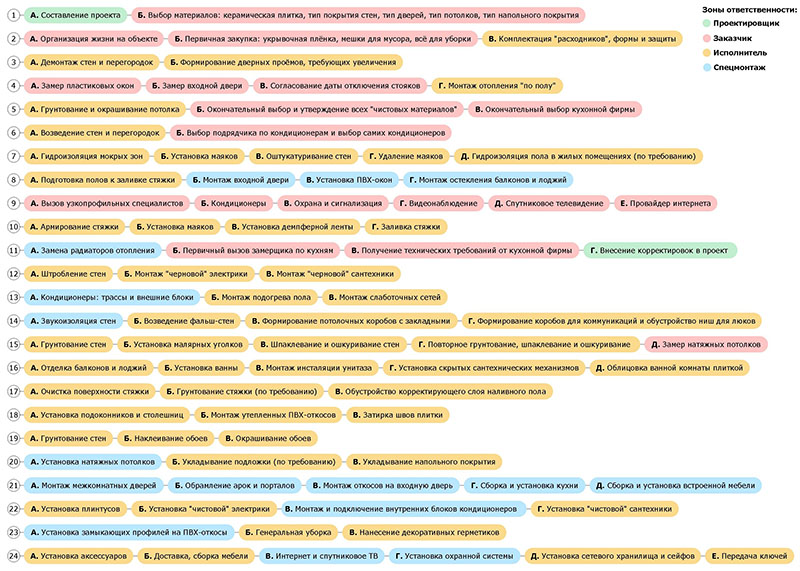 Зоны ответственности:
Проектировщик
Заказчик
Исполнитель
Спецмонтаж
1 А. Составление проекта Б. Выбор материалов: керамическая плитка, тип покрытия стен, тип дверей, тип потолков, тип напольного покрытия
2 А. Организация жизни на объекте Б. Первичная закупка: укрывочная плёнка, мешки для мусора, всё для уборки В. Комплектация "расходников", формы и защиты
3 А. Демонтаж стен и перегородок Б. Формирование дверных проёмов, требующих увеличения
4 А. Замер пластиковых окон Б. Замер входной двери В. Согласование даты отключения стояков Г. Монтаж отопления "по полу"
5 А. Грунтование и окрашивание потолка Б. Окончательный выбор и утверждение всех "чистовых материалов" В. Окончательный выбор кухонной фирмы
6 А. Возведение стен и перегородок Б. Выбор подрядчика по кондиционерам и выбор самих кондиционеров
7 А. Гидроизоляция мокрых зон Б. Установка маяков В. Оштукатуривание стен Г. Удаление маяков Д. Гидроизоляция пола в жилых помещениях (по требованию)
8 А. Подготовка полов к заливке стяжки Б. Монтаж входной двери В. Установка ПВХ-окон Г. Монтаж остекления балконов и лоджий
9 А. Вызов узкопрофильных специалистов Б. Кондиционеры В. Охрана и сигнализация Г. Видеонаблюдение Д. Спутниковое телевидение Е. Провайдер интернета
10 А. Армирование стяжки Б. Установка маяков В. Установка демпферной ленты Г. Заливка стяжки
11 А. Замена радиаторов отопления Б. Первичный вызов замерщика по кухням В. Получение технических требований от кухонной фирмы Г. Внесение корректировок в проект
12 А. Штробление стен Б. Монтаж "черновой" электрики В. Монтаж "черновой" сантехники
13 А. Кондиционеры: трассы и внешние блоки Б. Монтаж подогрева пола В. Монтаж слаботочных сетей
14 А. Звукоизоляция стен Б. Возведение фальш-стен В. Формирование потолочных коробов с закладными Г. Формирование коробов для коммуникаций и обустройство ниш для люков
15 А. Грунтование стен Б. Установка малярных уголков В. Шпаклевание и ошкуривание стен Г. Повторное грунтование, шпаклевание и ошкуривание Д. Замер натяжных потолков
16 А. Отделка балконов и лоджий Б. Установка ванны В. Монтаж инсталяции унитаза Г. Установка скрытых сантехнических механизмов Д. Облицовка ванной комнаты плиткой
17 А. Очистка поверхности стяжки Б. Грунтование стяжки (по требованию) В. Обустройство корректирующего слоя наливного пола
18 А. Установка подоконников и столешниц Б. Монтаж утепленных ПВХ-откосов В. Затирка швов плитки
19 А. Грунтование стен Б. Наклеивание обоев В. Окрашивание обоев
20 А. Установка натяжных потолков Б. Укладывание подложки (по требованию) В. Укладывание напольного покрытия
21 А. Монтаж межкомнатных дверей Б. Обрамление арок и порталов В. Монтаж откосов на входную дверь Г. Сборка и установка кухни Д. Сборка и установка встроенной мебели
22 А. Установка плинтусов Б. Установка "чистовой" электрики В. Монтаж и подключение внутренних блоков кондиционеров Г. Установка "чистовой" сантехники
23 А. Установка замыкающих профилей на ПВХ-откосы Б. Генеральная уборка В. Нанесение декоративных герметиков
24 А. Установка аксессуаров Б. Доставка, сборка мебели В. Интернет и спутниковое ТВ Г. Установка охранной системы Д. Установка сетевого хранилища и сейфов Е. Передача ключей